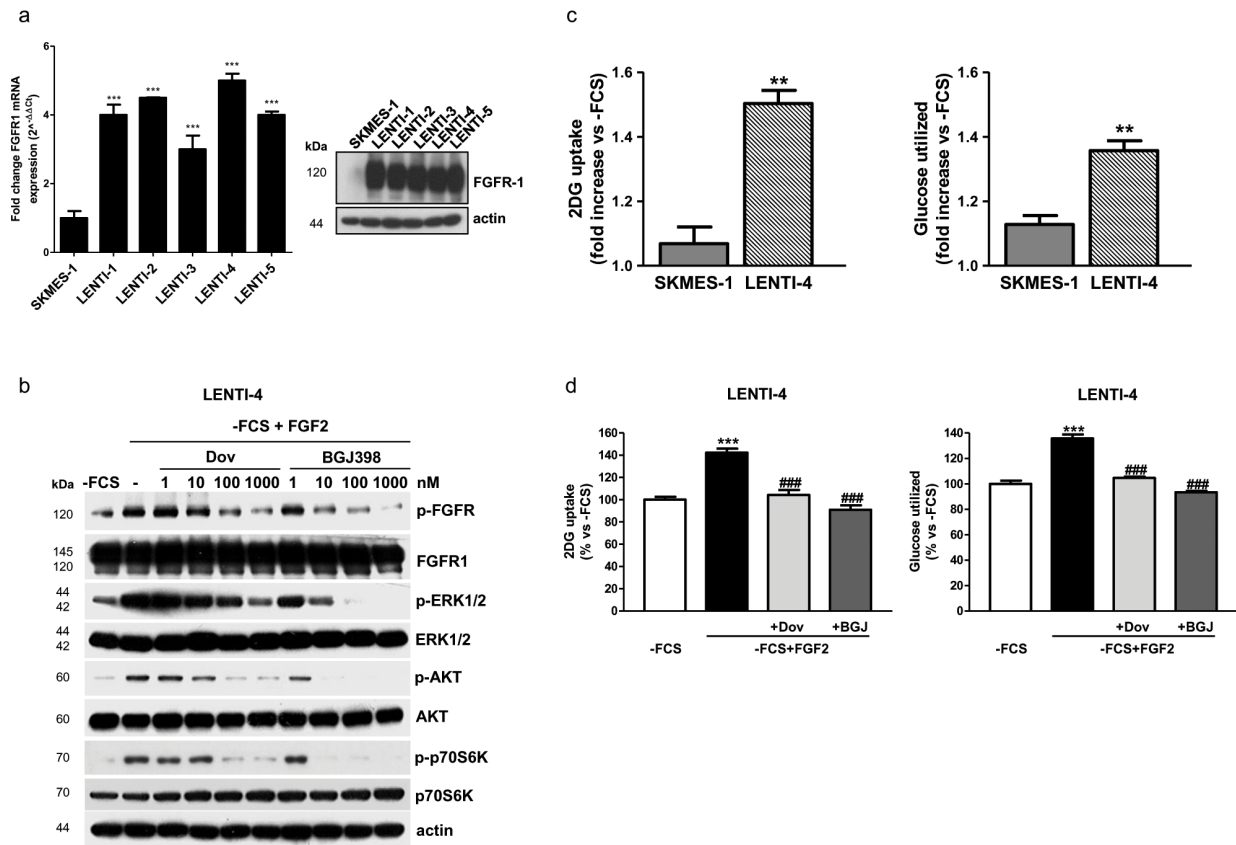 a
Fold change FGFR1 mRNA
expression (2^-ΔΔCt)
6
4
2
0
***
***
***
***
***
SKMES-1
LENTI-1
LENTI-2
LENTI-3
LENTI-4
LENTI-5
SKMES-1
LENTI-1
LENTI-2
LENTI-3
LENTI-4
LENTI-5
kDa
120
FGFR-1
44
actin
c
2DG uptake
(fold increase vs -FCS)
1.6
1.4
1.2
1.0
**
SKMES-1 LENTI-4
Glucose utilized
(fold increase vs -FCS)
1.6
1.4
1.2
1.0
**
SKMES-1 LENTI-4
b
LENTI-4
-FCS + FGF2
Dov BGJ398
kDa -FCS - 1 10 100 1000 1 10 100 1000 nM
120 p-FGFR
145
120
FGFR1
44
42
p-ERK1/2
44
42
ERK1/2
60 p-AKT
60 AKT
70 p-p70S6K
70 p70S6K
44 actin
d
LENTI-4
2DG uptake
(% vs -FCS)
160
140
120
100
80
60
40
20
0
***
###
###
+Dov +BGJ
-FCS -FCS+FGF2
LENTI-4
Glucose utilized
(% vs -FCS)
140
120
100
80
60
40
20
0
***
###
###
+Dov +BGJ
-FCS -FCS+FGF2